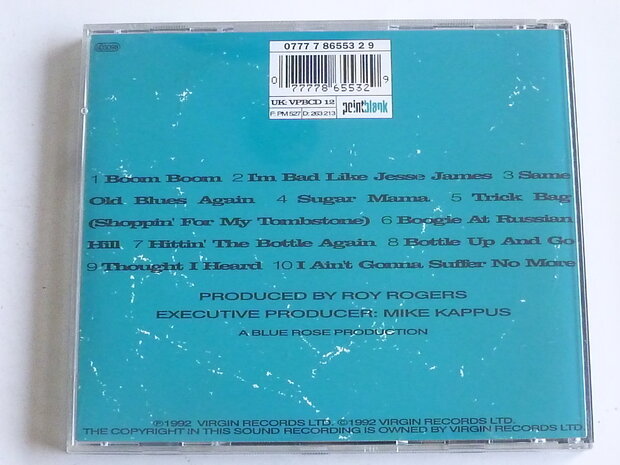 0777 7 86553 2 9
0 77778 65532 9
UK: VPBCD 12
F: PM 527 D: 263 213
pointblank
1 Boom Boom 2 I'm Bad Like Jesse James 3 Same
Old Blues Again 4 Sugar Mama 5 Trick Bag
(Shoppin' For My Tombstone) 6 Boogie At Russian
Hill 7 Hittin' The Bottle Again 8 Bottle Up And Go
9 Thought I Heard 10 I Ain't Gonna Suffer No More
PRODUCED BY ROY ROGERS
EXECUTIVE PRODUCER: MIKE KAPPUS
A BLUE ROSE PRODUCTION
℗1992 VIRGIN RECORDS LTD. ©1992 VIRGIN RECORDS LTD.
THE COPYRIGHT IN THIS SOUND RECORDING IS OWNED BY VIRGIN RECORDS LTD.